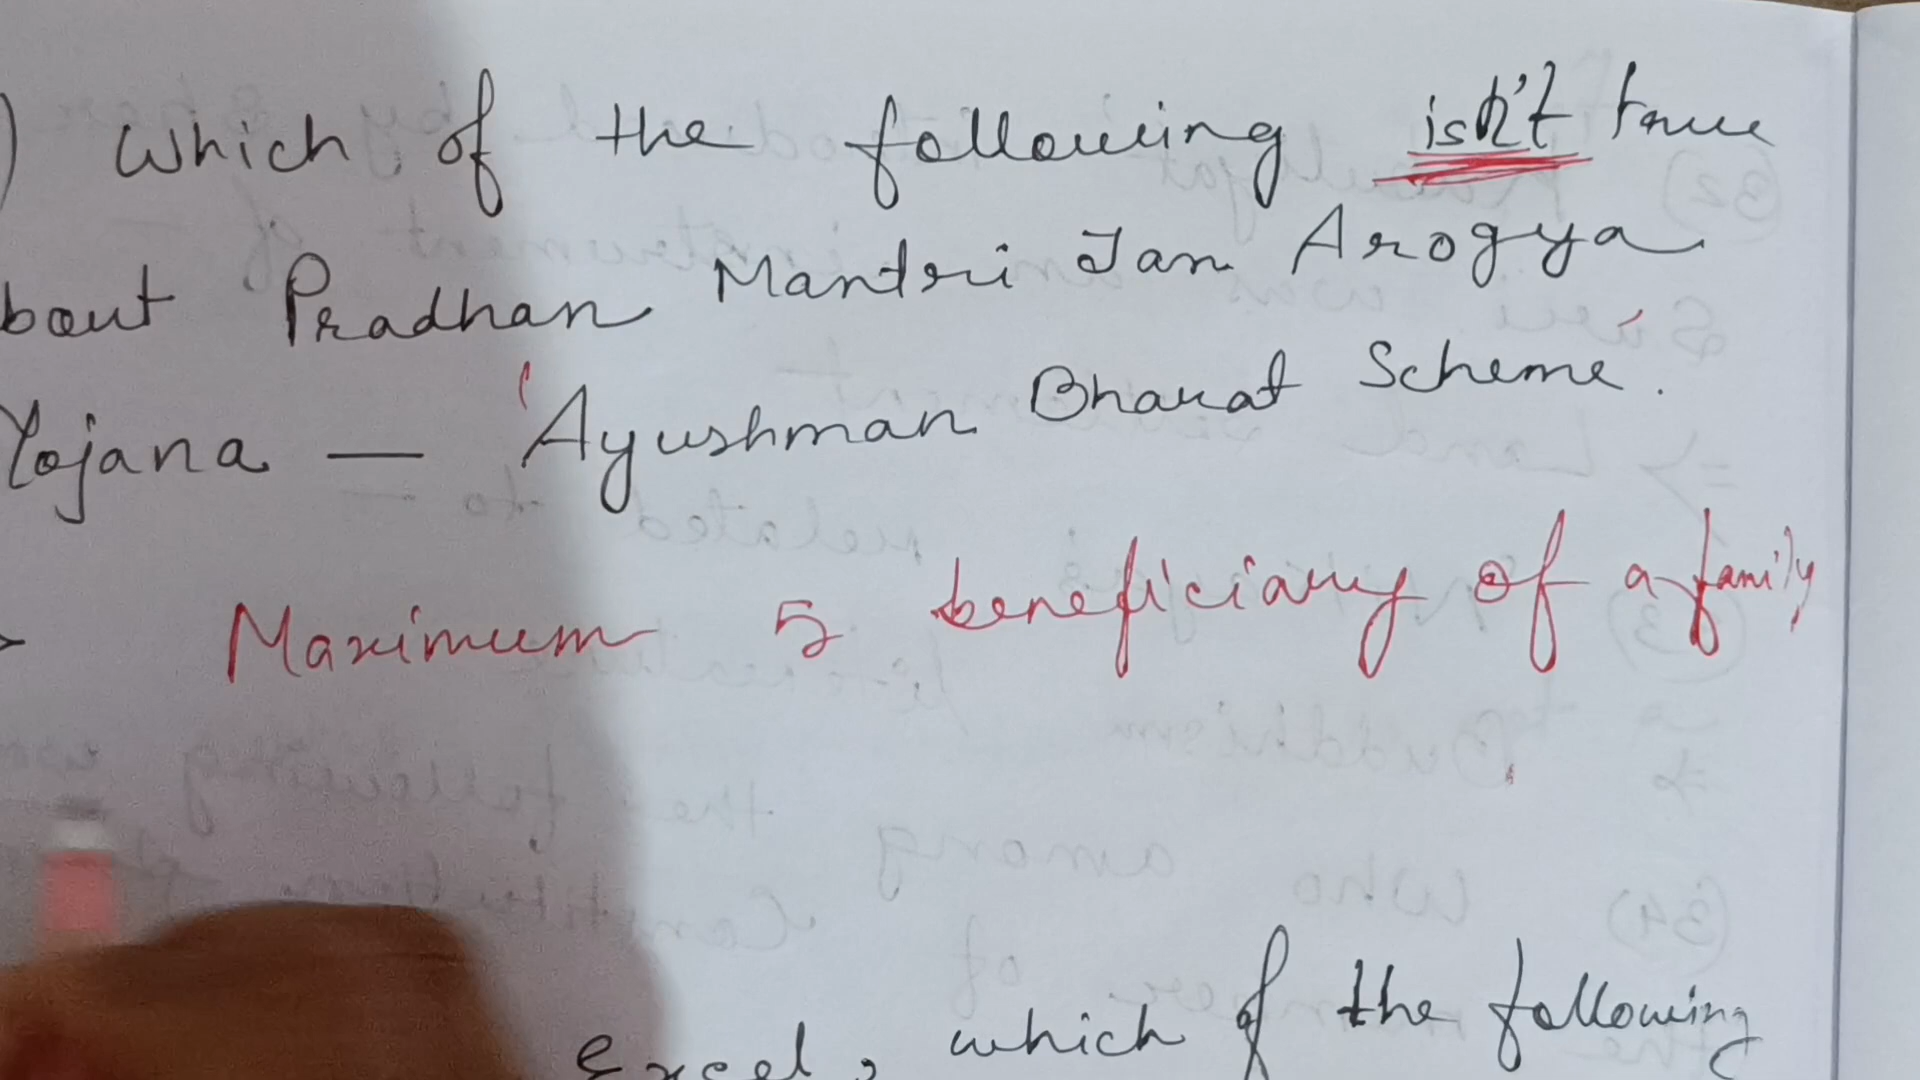 ) Which of the following isn't true
bout Pradhan Mantri Jan Arogya
Yojana — 'Ayushman Bharat Scheme'.
Maximum 5 beneficiary of a family
Excel, which of the following